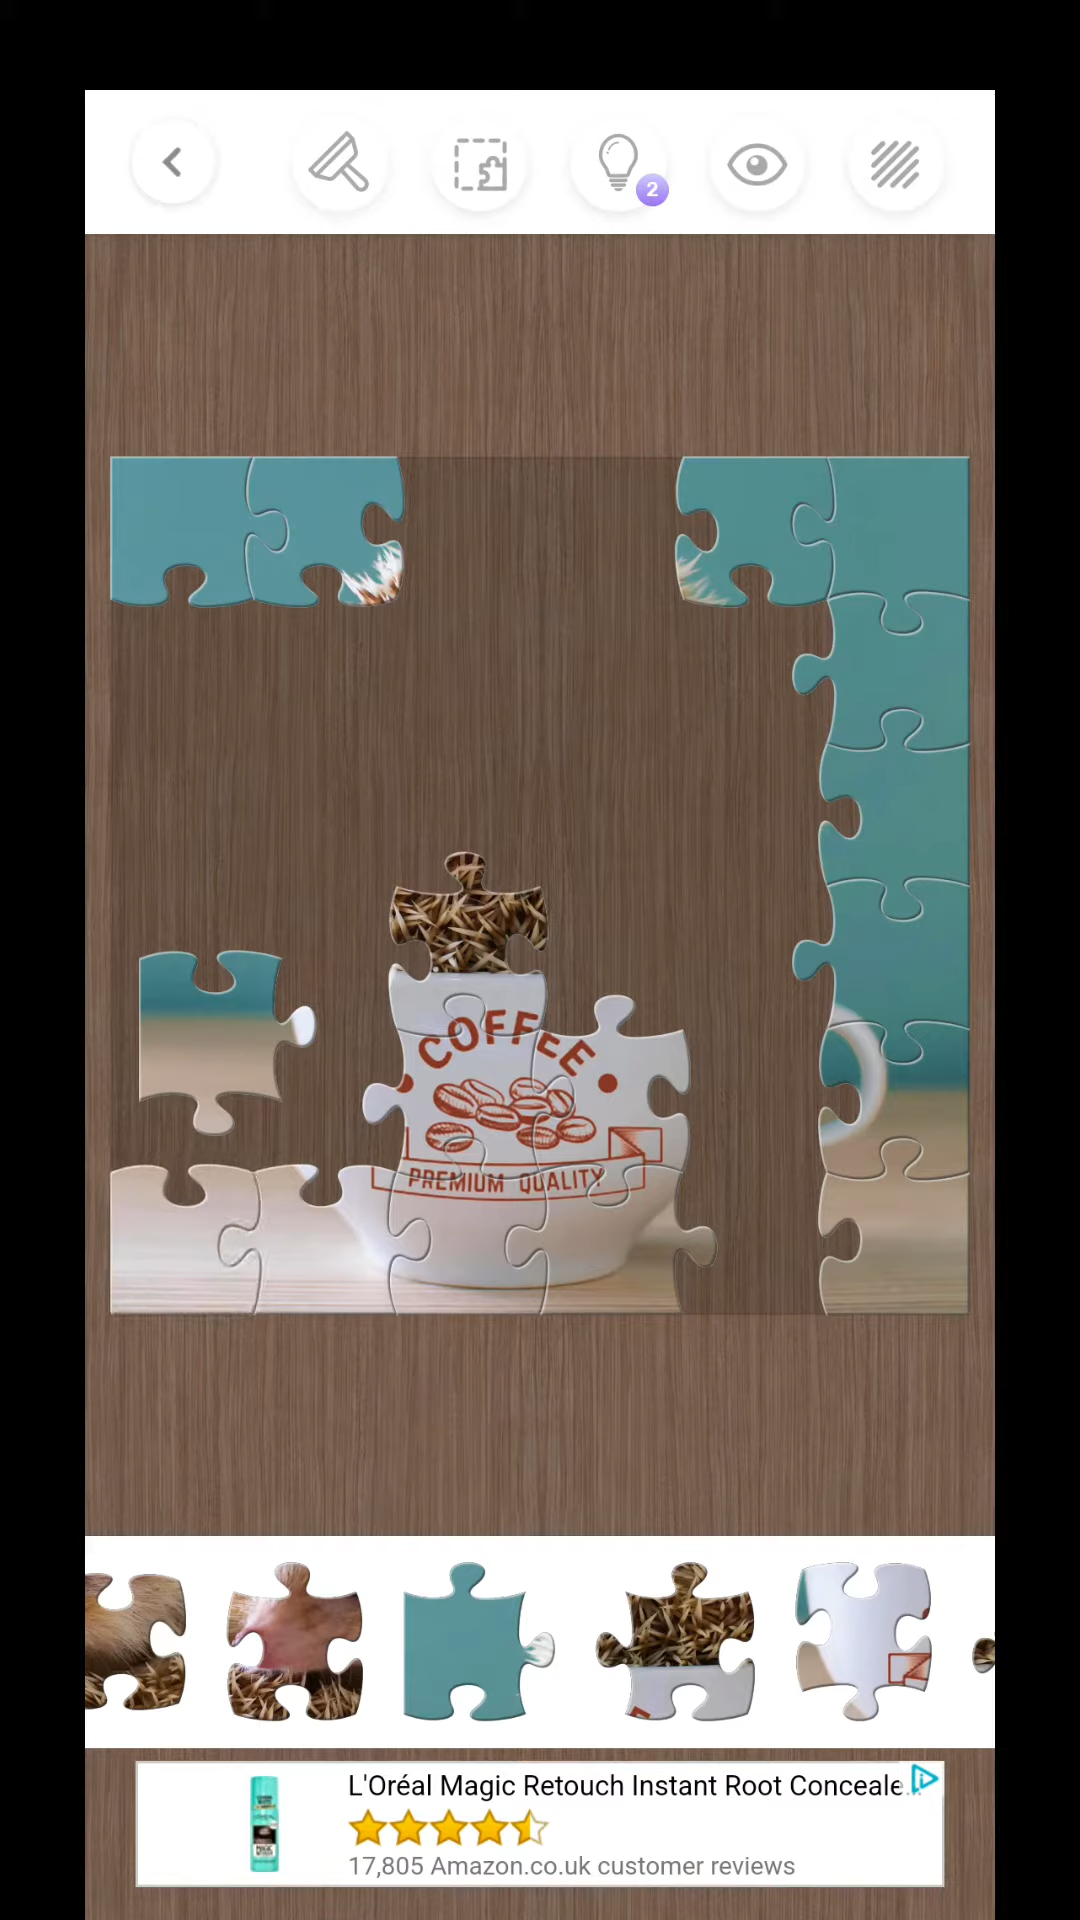 2
COFFEE
PREMIUM QUALITY
L'Oréal Magic Retouch Instant Root Conceale...
17,805 Amazon.co.uk customer reviews